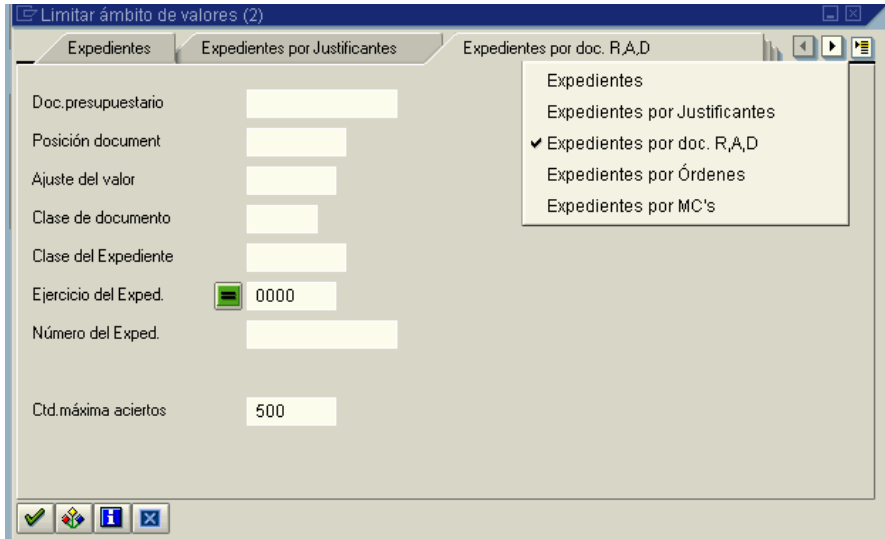 Limitar ámbito de valores (2)
Expedientes
Expedientes por Justificantes
Expedientes por doc. R,A,D
Expedientes
Expedientes por Justificantes
Expedientes por doc. R,A,D
Expedientes por Órdenes
Expedientes por MC's
Doc.presupuestario
Posición document
Ajuste del valor
Clase de documento
Clase del Expediente
Ejercicio del Exped. 0000
Número del Exped.
Ctd.máxima aciertos 500